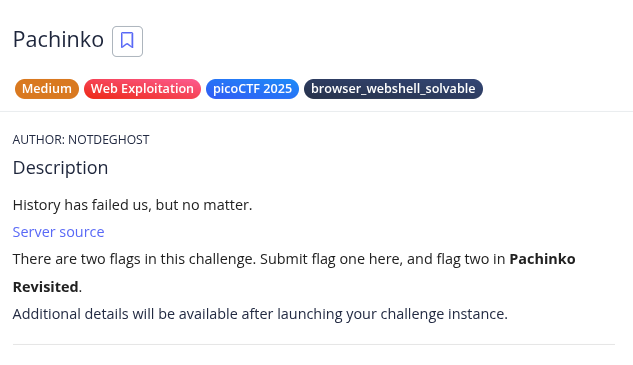 Pachinko
Medium Web Exploitation picoCTF 2025 browser_webshell_solvable
AUTHOR: NOTDEGHOST
Description
History has failed us, but no matter.
Server source
There are two flags in this challenge. Submit flag one here, and flag two in Pachinko
Revisited.
Additional details will be available after launching your challenge instance.